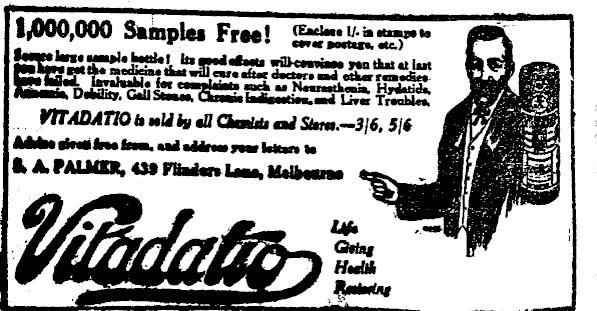 1,000,000 Samples Free! (Enclose 1/- in stamps to cover postage, etc.)
Secure large sample bottle! Its good effects will convince you that at last
you have got the medicine that will cure after doctors and other remedies
have failed. Invaluable for complaints such as Neurasthenia, Hydatids,
Anaemia, Debility, Gall Stones, Chronic Indigestion, and Liver Troubles.
VITADATIO is sold by all Chemists and Stores.—3/6, 5/6
Advice given free from, and address your letters to
S. A. PALMER, 439 Flinders Lane, Melbourne
Vitadatio
Life
Giving
Health
Restoring